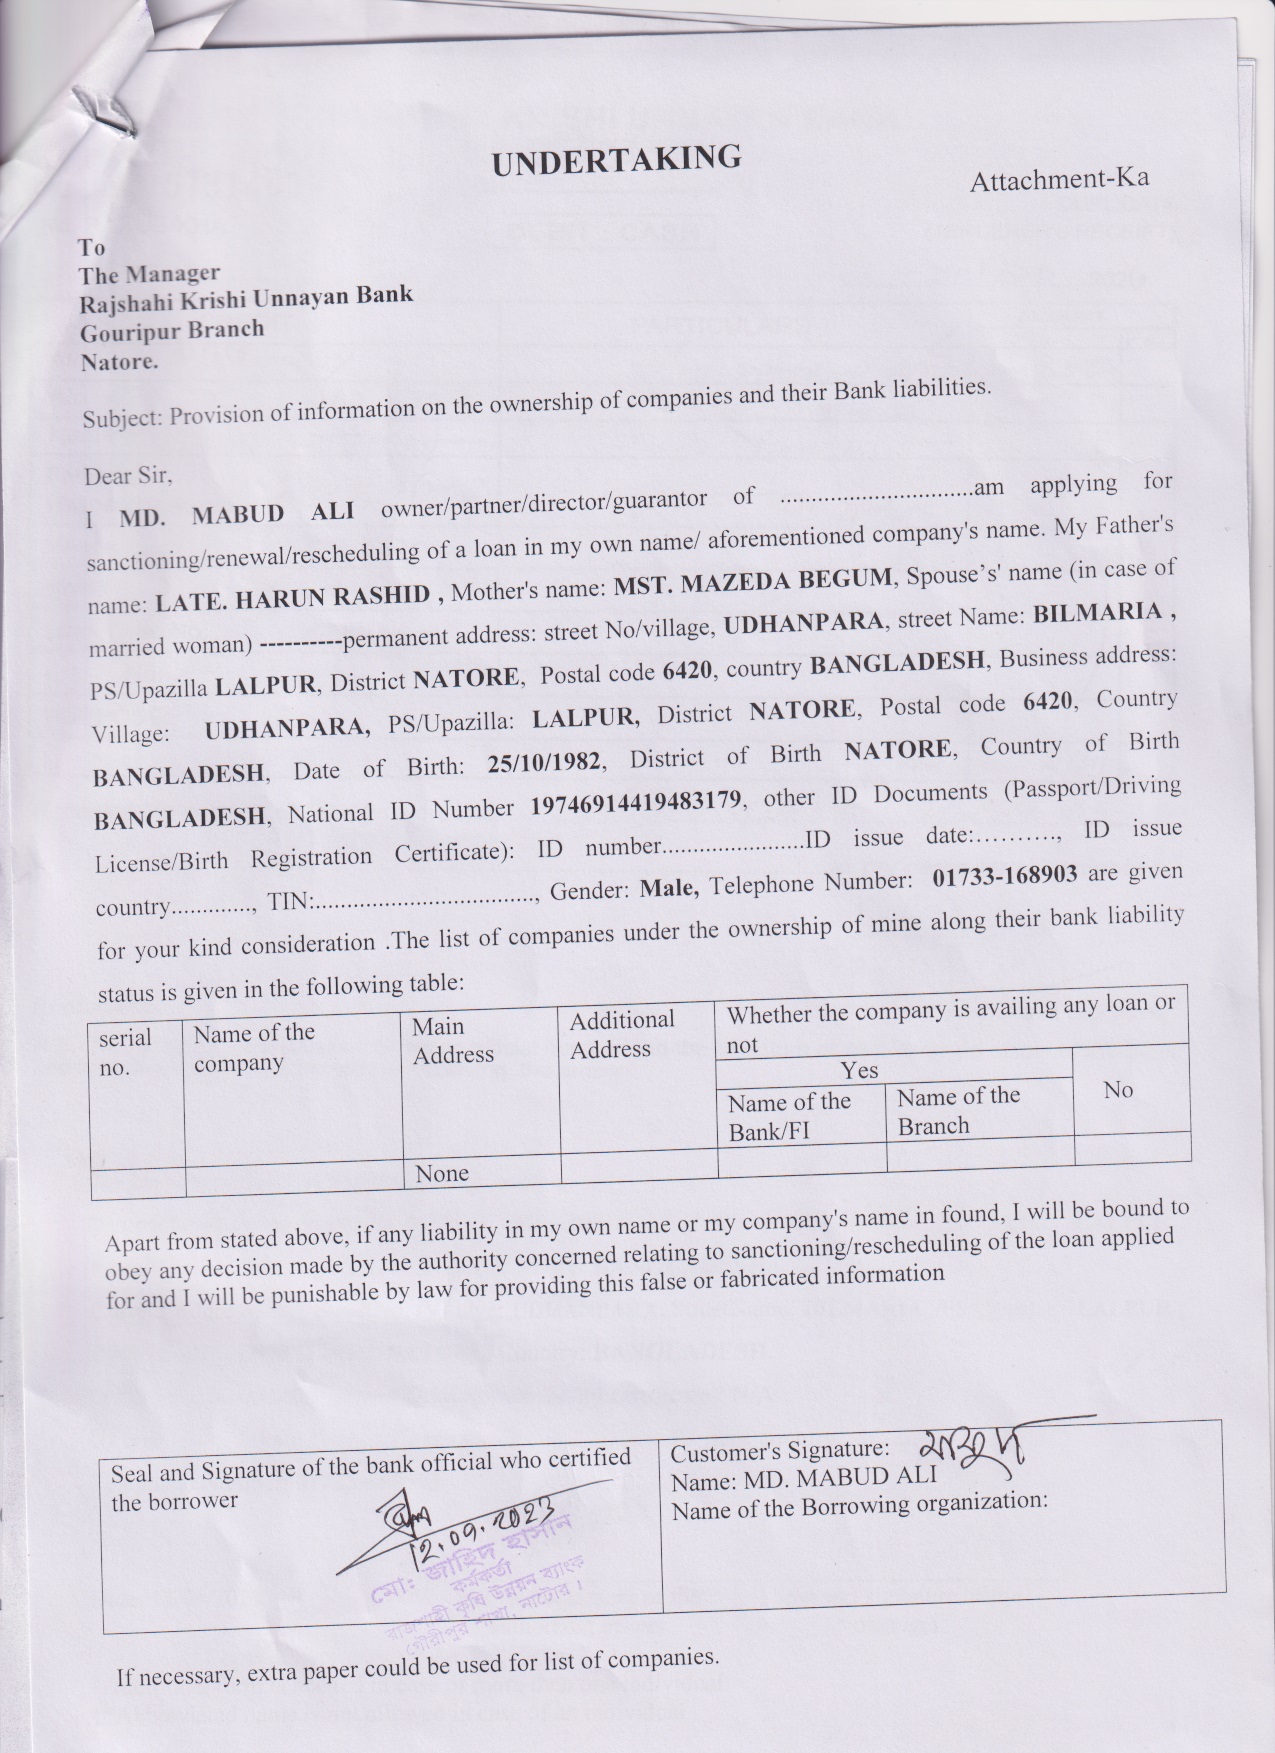 UNDERTAKING
Attachment-Ka
To
The Manager
Rajshahi Krishi Unnayan Bank
Gouripur Branch
Natore.
Subject: Provision of information on the ownership of companies and their Bank liabilities.
Dear Sir,
I MD. MABUD ALI owner/partner/director/guarantor of ...............................am applying for
sanctioning/renewal/rescheduling of a loan in my own name/ aforementioned company's name. My Father's
name: LATE. HARUN RASHID , Mother's name: MST. MAZEDA BEGUM, Spouse’s' name (in case of
married woman) ----------permanent address: street No/village, UDHANPARA, street Name: BILMARIA ,
PS/Upazilla LALPUR, District NATORE, Postal code 6420, country BANGLADESH, Business address:
Village: UDHANPARA, PS/Upazilla: LALPUR, District NATORE, Postal code 6420, Country
BANGLADESH, Date of Birth: 25/10/1982, District of Birth NATORE, Country of Birth
BANGLADESH, National ID Number 19746914419483179, other ID Documents (Passport/Driving
License/Birth Registration Certificate): ID number.......................ID issue date:.........., ID issue
country............., TIN:...................................., Gender: Male, Telephone Number: 01733-168903 are given
for your kind consideration .The list of companies under the ownership of mine along their bank liability
status is given in the following table:
serial no.
Name of the company
Main Address
Additional Address
Whether the company is availing any loan or not
Yes
No
Name of the Bank/FI
Name of the Branch
None
Apart from stated above, if any liability in my own name or my company's name in found, I will be bound to
obey any decision made by the authority concerned relating to sanctioning/rescheduling of the loan applied
for and I will be punishable by law for providing this false or fabricated information
Seal and Signature of the bank official who certified
the borrower
12.09.2023
মো: জাহিদ হাসান
কর্মকর্তা
রাজশাহী কৃষি উন্নয়ন ব্যাংক
গৌরীপুর শাখা, নাটোর।
Customer's Signature: মাবুদ
Name: MD. MABUD ALI
Name of the Borrowing organization:
If necessary, extra paper could be used for list of companies.